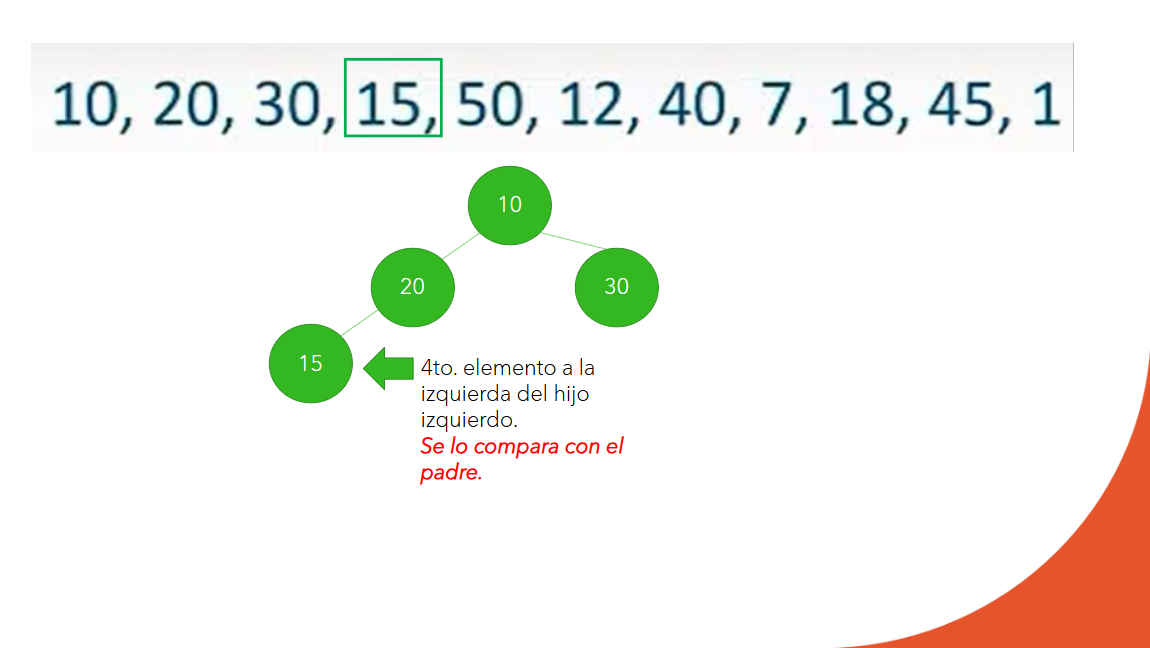 10, 20, 30, 15, 50, 12, 40, 7, 18, 45, 1
10
20
30
15
4to. elemento a la
izquierda del hijo
izquierdo.
Se lo compara con el
padre.